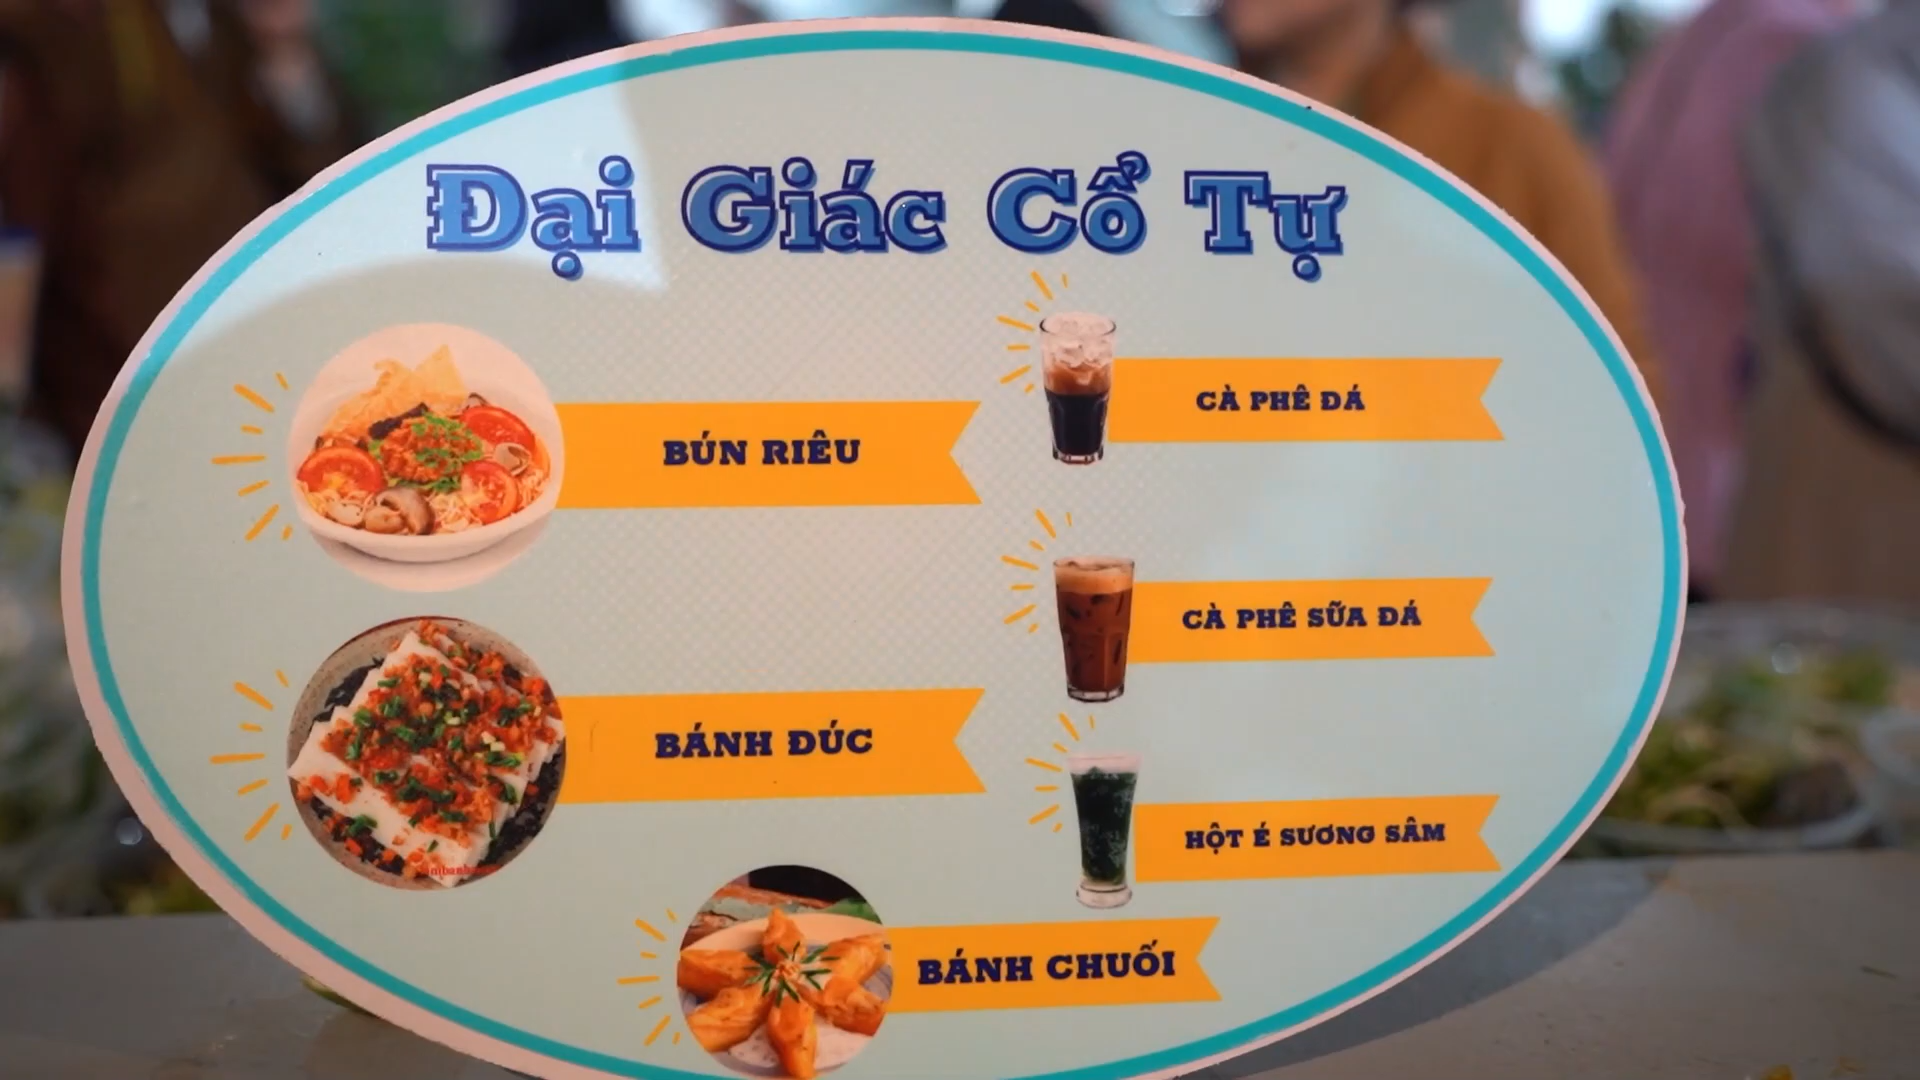 Đại Giác Cổ Tự
BÚN RIÊU
BÁNH ĐÚC
CÀ PHÊ ĐÁ
CÀ PHÊ SỮA ĐÁ
HỘT É SƯƠNG SÂM
BÁNH CHUỐI